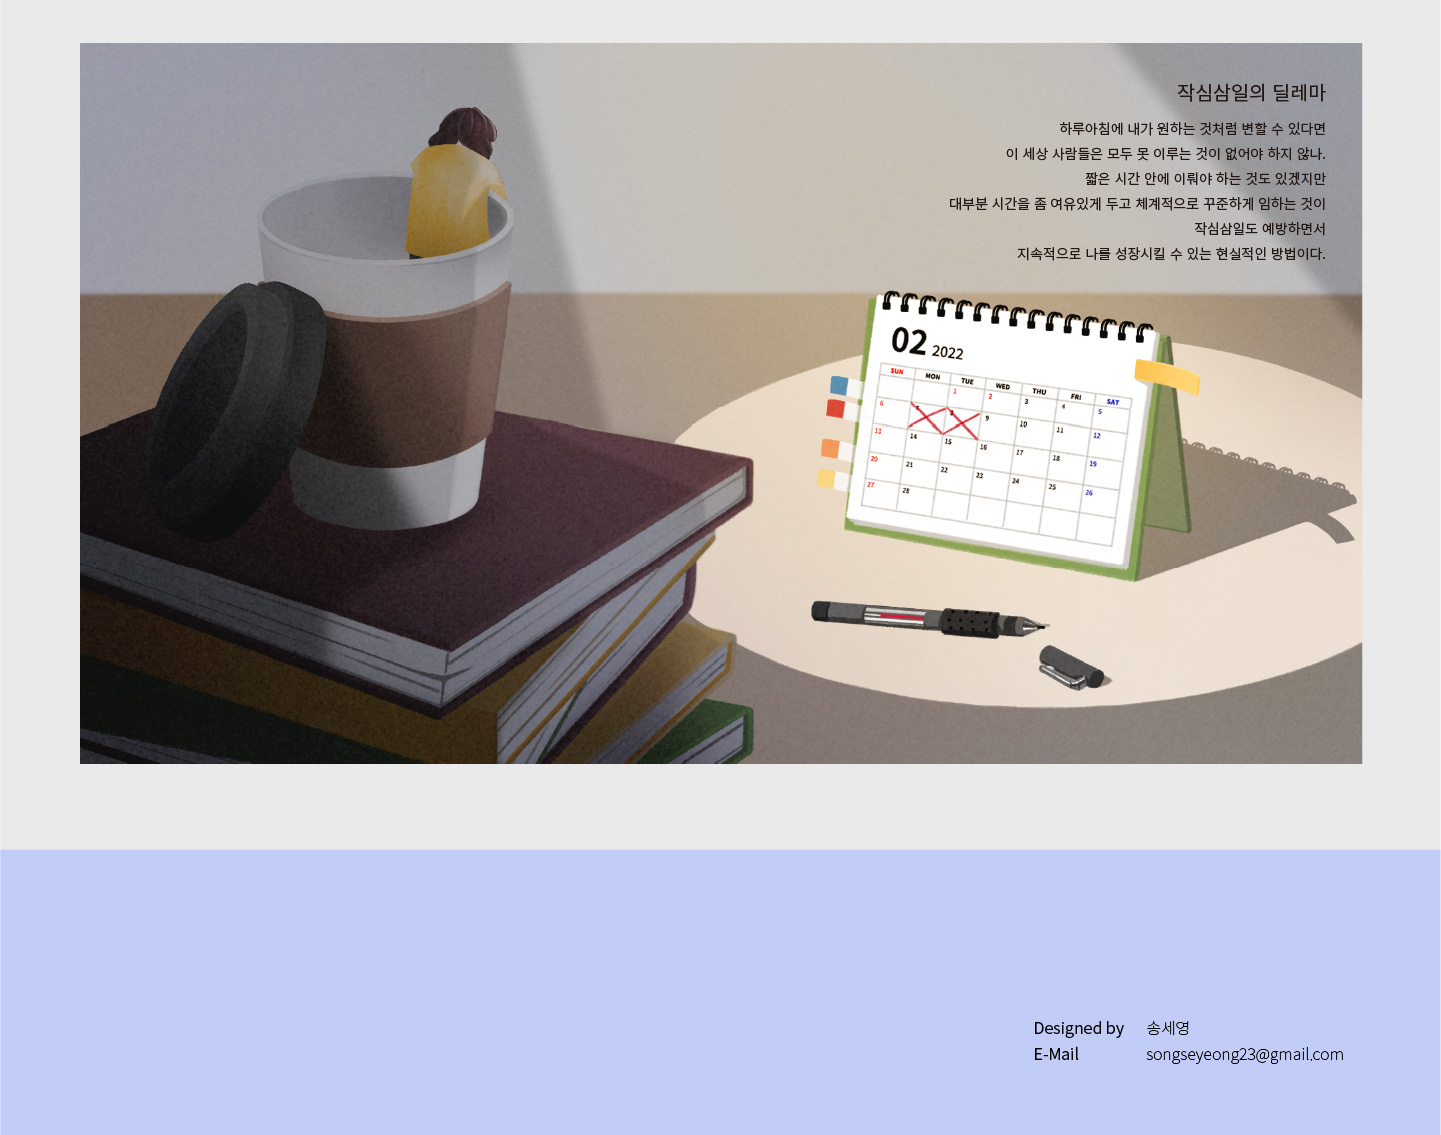 작심삼일의 딜레마
하루아침에 내가 원하는 것처럼 변할 수 있다면
이 세상 사람들은 모두 못 이루는 것이 없어야 하지 않나.
짧은 시간 안에 이뤄야 하는 것도 있겠지만
대부분 시간을 좀 여유있게 두고 체계적으로 꾸준하게 임하는 것이
작심삼일도 예방하면서
지속적으로 나를 성장시킬 수 있는 현실적인 방법이다.
02 2022
SUN MON TUE WED THU FRI SAT
1 2 3 4 5
6 7 8 9 10 11 12
13 14 15 16 17 18 19
20 21 22 23 24 25 26
27 28
Designed by 송세영
E-Mail songseyeong23@gmail.com